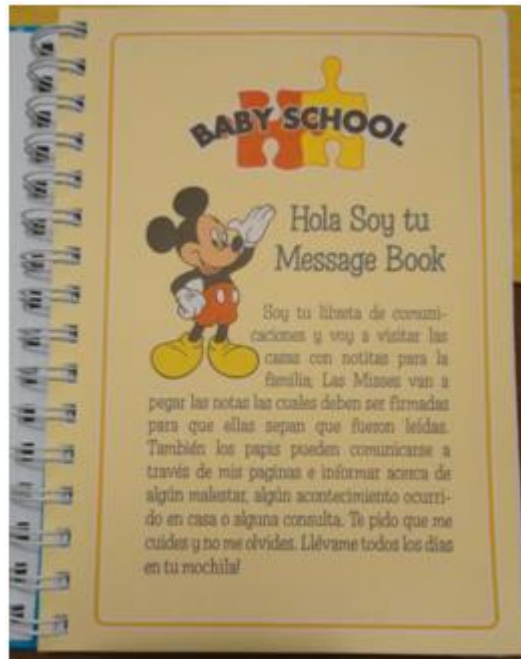 BABY SCHOOL
Hola Soy tu
Message Book
Soy tu libreta de comuni-
caciones y voy a visitar las
casas con notitas para la
familia; Las Misses van a
pegar las notas las cuales deben ser firmadas
para que ellas sepan que fueron leídas.
También los papis pueden comunicarse a
través de mis paginas e informar acerca de
algún malestar, algún acontecimiento ocurri-
do en casa o alguna consulta. Te pido que me
cuides y no me olvides. Llévame todos los días
en tu mochila!